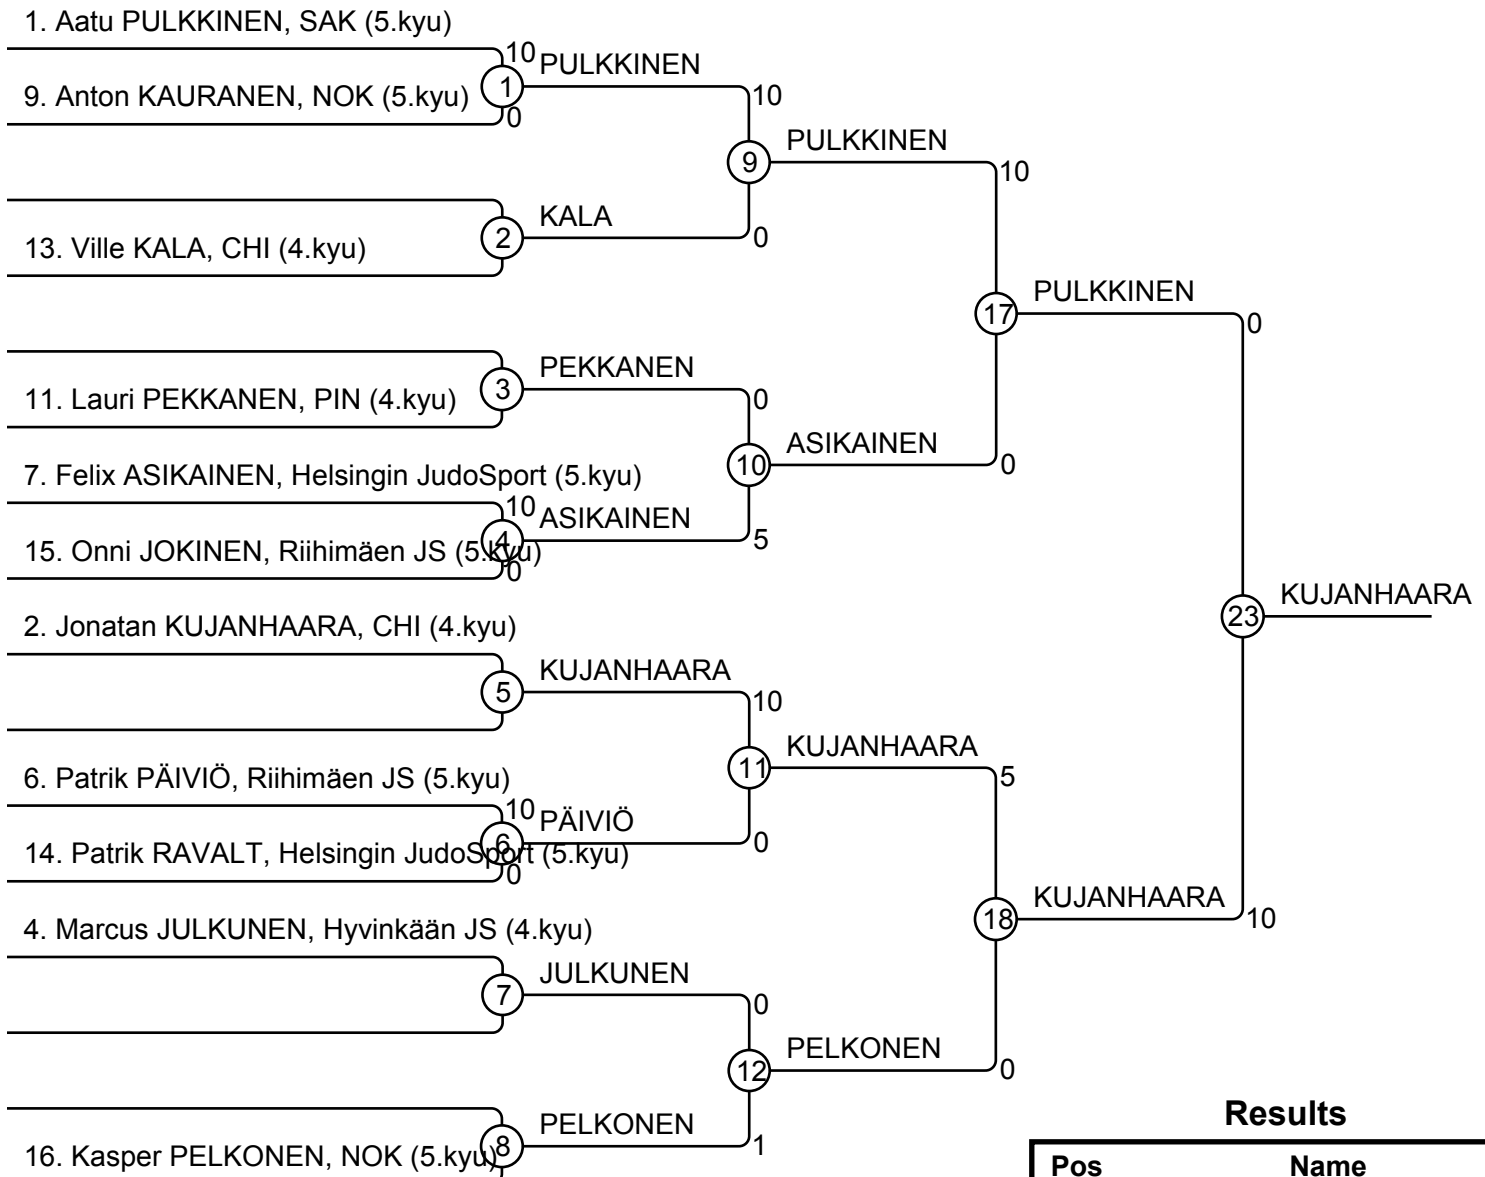 1. Aatu PULKKINEN, SAK (5.kyu)
10
PULKKINEN
1
9. Anton KAURANEN, NOK (5.kyu)
0
10
PULKKINEN
9
10
KALA
2
0
13. Ville KALA, CHI (4.kyu)
PULKKINEN
17
0
PEKKANEN
3
0
11. Lauri PEKKANEN, PIN (4.kyu)
ASIKAINEN
10
0
7. Felix ASIKAINEN, Helsingin JudoSport (5.kyu)
10
ASIKAINEN
4
5
15. Onni JOKINEN, Riihimäen JS (5.kyu)
0
KUJANHAARA
23
2. Jonatan KUJANHAARA, CHI (4.kyu)
KUJANHAARA
5
10
KUJANHAARA
11
5
6. Patrik PÄIVIÖ, Riihimäen JS (5.kyu)
10
PÄIVIÖ
6
0
14. Patrik RAVALT, Helsingin JudoSport (5.kyu)
0
KUJANHAARA
18
10
4. Marcus JULKUNEN, Hyvinkään JS (4.kyu)
JULKUNEN
7
0
PELKONEN
12
0
PELKONEN
8
1
16. Kasper PELKONEN, NOK (5.kyu)
Results
Pos Name